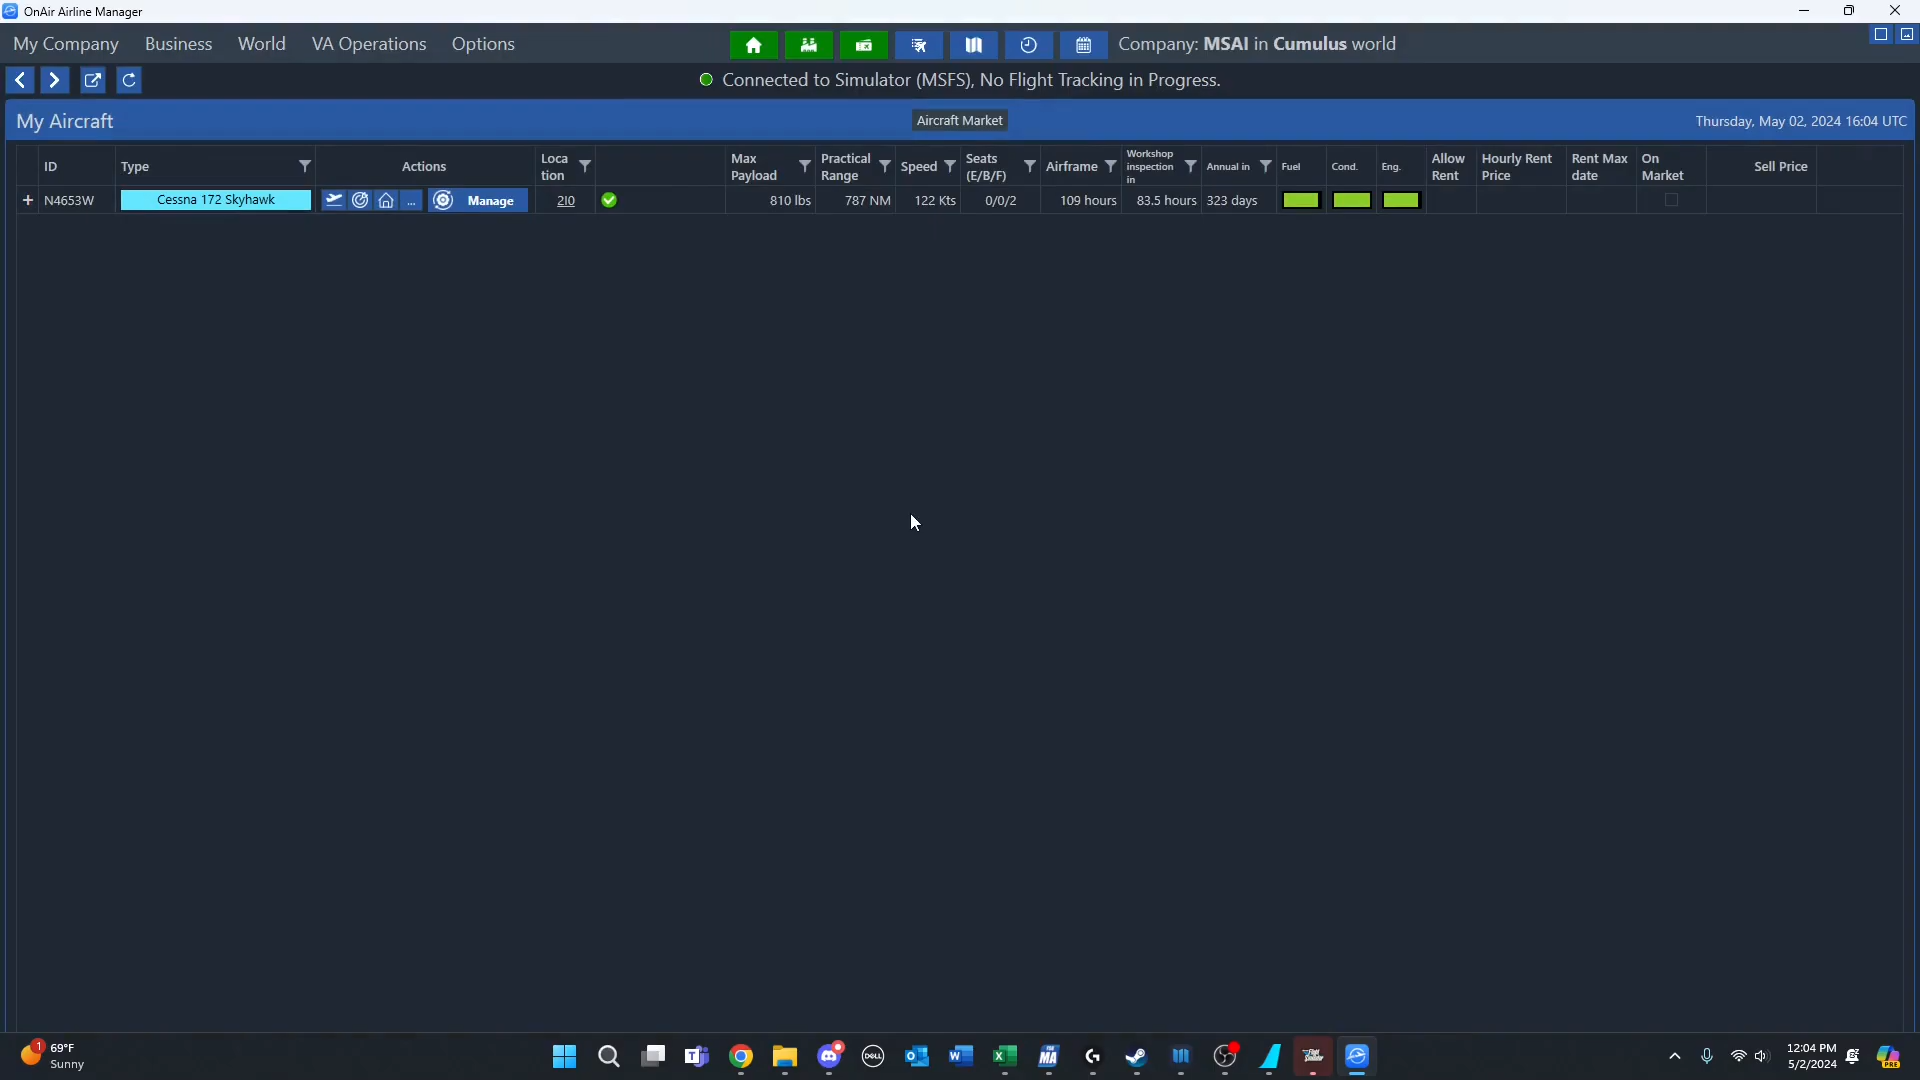 OnAir Airline Manager
My Company Business World VA Operations Options Company: MSAI in Cumulus world
Connected to Simulator (MSFS), No Flight Tracking in Progress.
My Aircraft Aircraft Market Thursday, May 02, 2024 16:04 UTC
ID Type Actions Loca tion Max Payload Practical Range Speed Seats (E/B/F) Airframe Workshop inspection in Annual in Fuel Cond. Eng. Allow Rent Hourly Rent Price Rent Max date On Market Sell Price
+ N4653W Cessna 172 Skyhawk ... Manage 2I0 810 lbs 787 NM 122 Kts 0/0/2 109 hours 83.5 hours 323 days
1 69°F
Sunny
DELL
MA
PRE
12:04 PM
5/2/2024